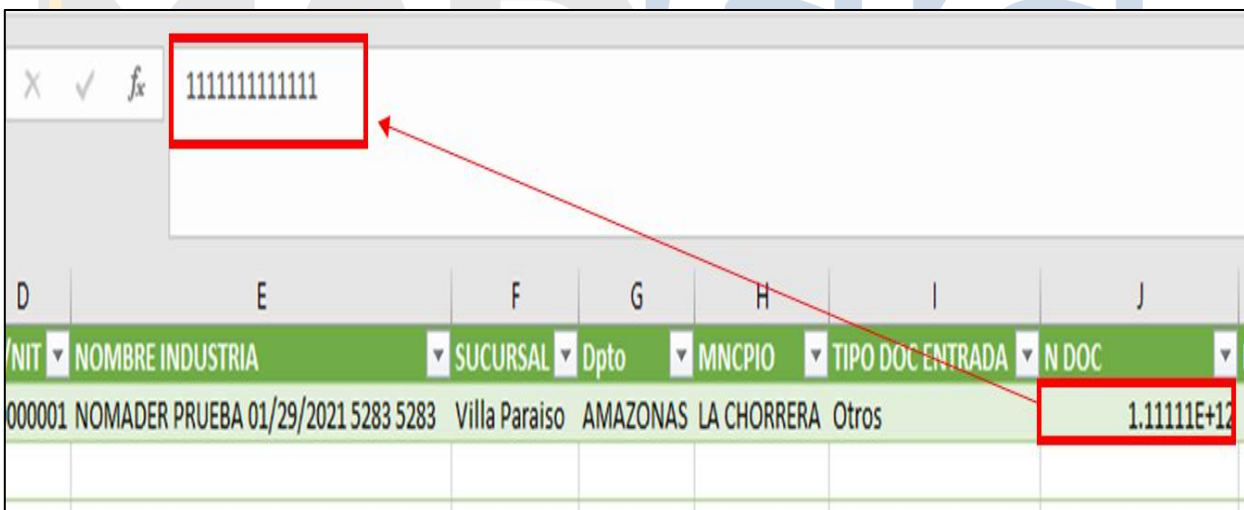 fx 1111111111111
D E F G H I J
/NIT NOMBRE INDUSTRIA SUCURSAL Dpto MNCPIO TIPO DOC ENTRADA N DOC
000001 NOMADER PRUEBA 01/29/2021 5283 5283 Villa Paraiso AMAZONAS LA CHORRERA Otros 1.11111E+12